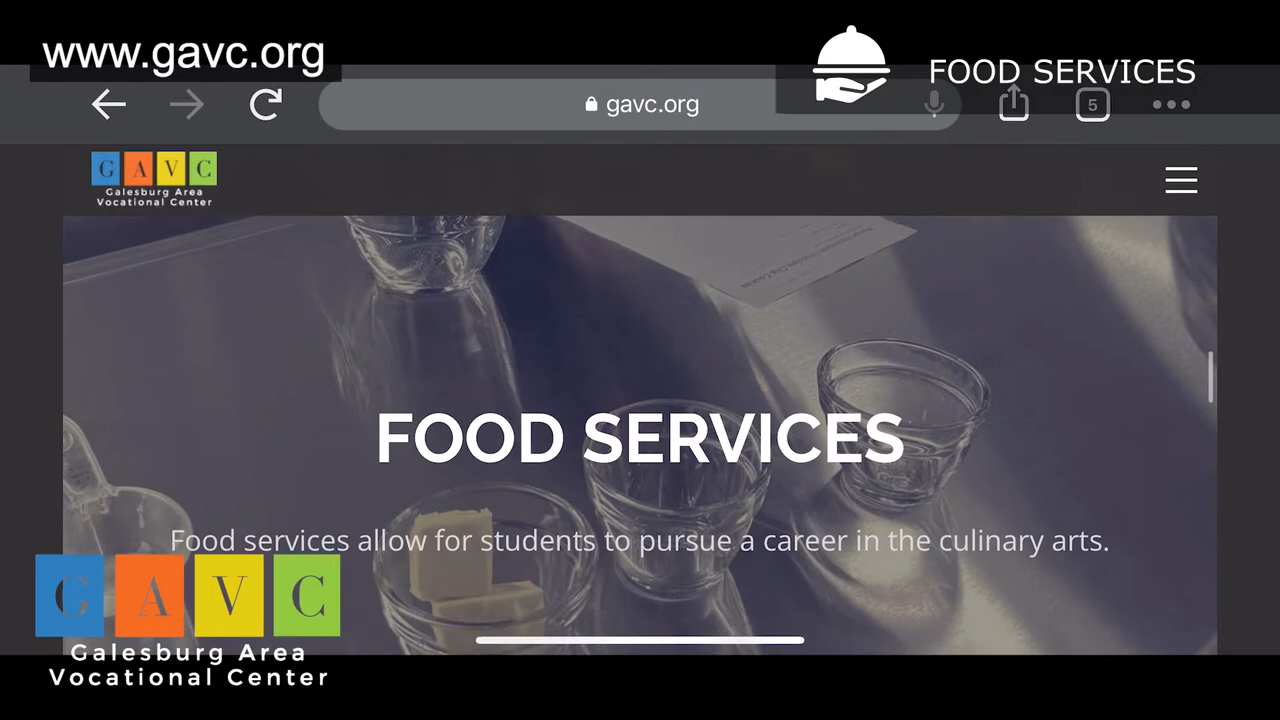 www.gavc.org
FOOD SERVICES
gavc.org
5
G A V C
Galesburg Area
Vocational Center
FOOD SERVICES
Food services allow for students to pursue a career in the culinary arts.
G A V C
Galesburg Area
Vocational Center